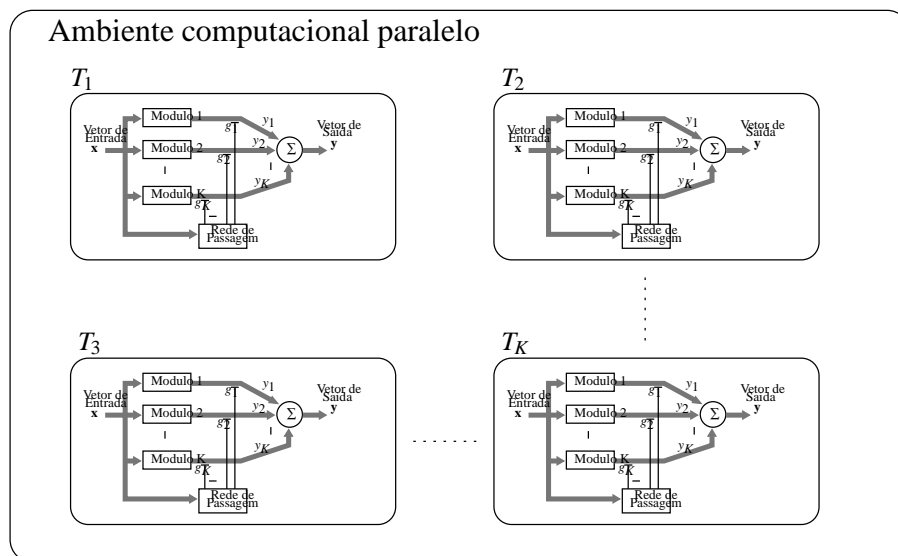 Ambiente computacional paralelo
T1
Modulo 1
Vetor de
Entrada
x
Modulo 2
Modulo K
Rede de
Passagem
g1
g2
gK
y1
y2
yK
Σ
Vetor de
Saida
y
T2
Modulo 1
Vetor de
Entrada
x
Modulo 2
Modulo K
Rede de
Passagem
g1
g2
gK
y1
y2
yK
Σ
Vetor de
Saida
y
T3
Modulo 1
Vetor de
Entrada
x
Modulo 2
Modulo K
Rede de
Passagem
g1
g2
gK
y1
y2
yK
Σ
Vetor de
Saida
y
TK
Modulo 1
Vetor de
Entrada
x
Modulo 2
Modulo K
Rede de
Passagem
g1
g2
gK
y1
y2
yK
Σ
Vetor de
Saida
y